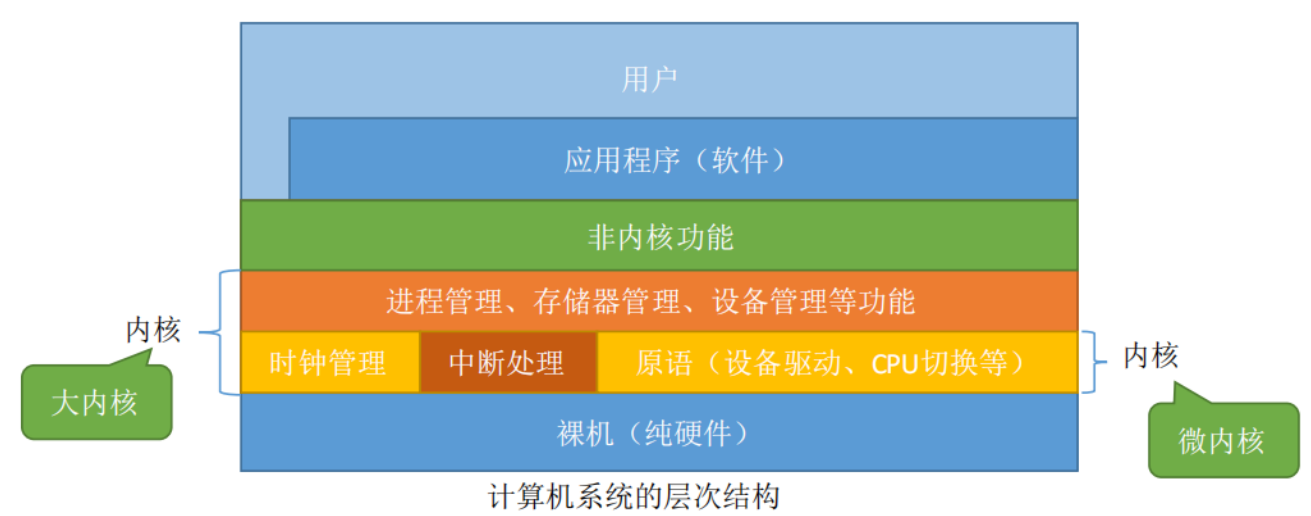 用户
应用程序（软件）
非内核功能
进程管理、存储器管理、设备管理等功能
内核
时钟管理
中断处理
原语（设备驱动、CPU切换等）
内核
大内核
裸机（纯硬件）
微内核
计算机系统的层次结构